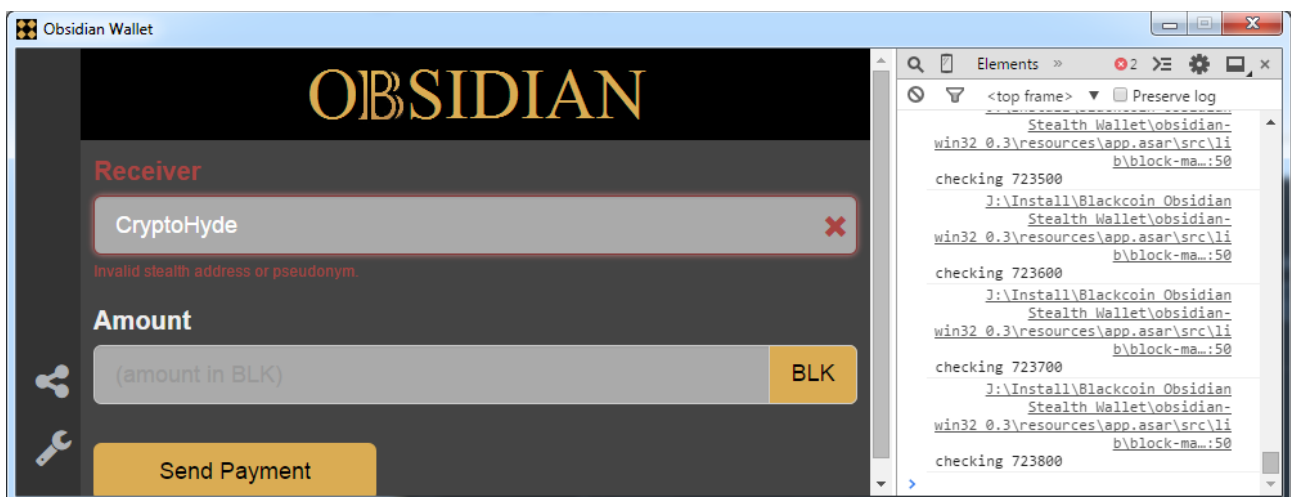 Obsidian Wallet
OBSIDIAN
Receiver
CryptoHyde
Invalid stealth address or pseudonym.
Amount
(amount in BLK)
BLK
Send Payment
Elements »
2
<top frame> ▼ Preserve log
Stealth Wallet\obsidian-
win32 0.3\resources\app.asar\src\li
b\block-ma…:50
checking 723500
J:\Install\Blackcoin Obsidian
Stealth Wallet\obsidian-
win32 0.3\resources\app.asar\src\li
b\block-ma…:50
checking 723600
J:\Install\Blackcoin Obsidian
Stealth Wallet\obsidian-
win32 0.3\resources\app.asar\src\li
b\block-ma…:50
checking 723700
J:\Install\Blackcoin Obsidian
Stealth Wallet\obsidian-
win32 0.3\resources\app.asar\src\li
b\block-ma…:50
checking 723800